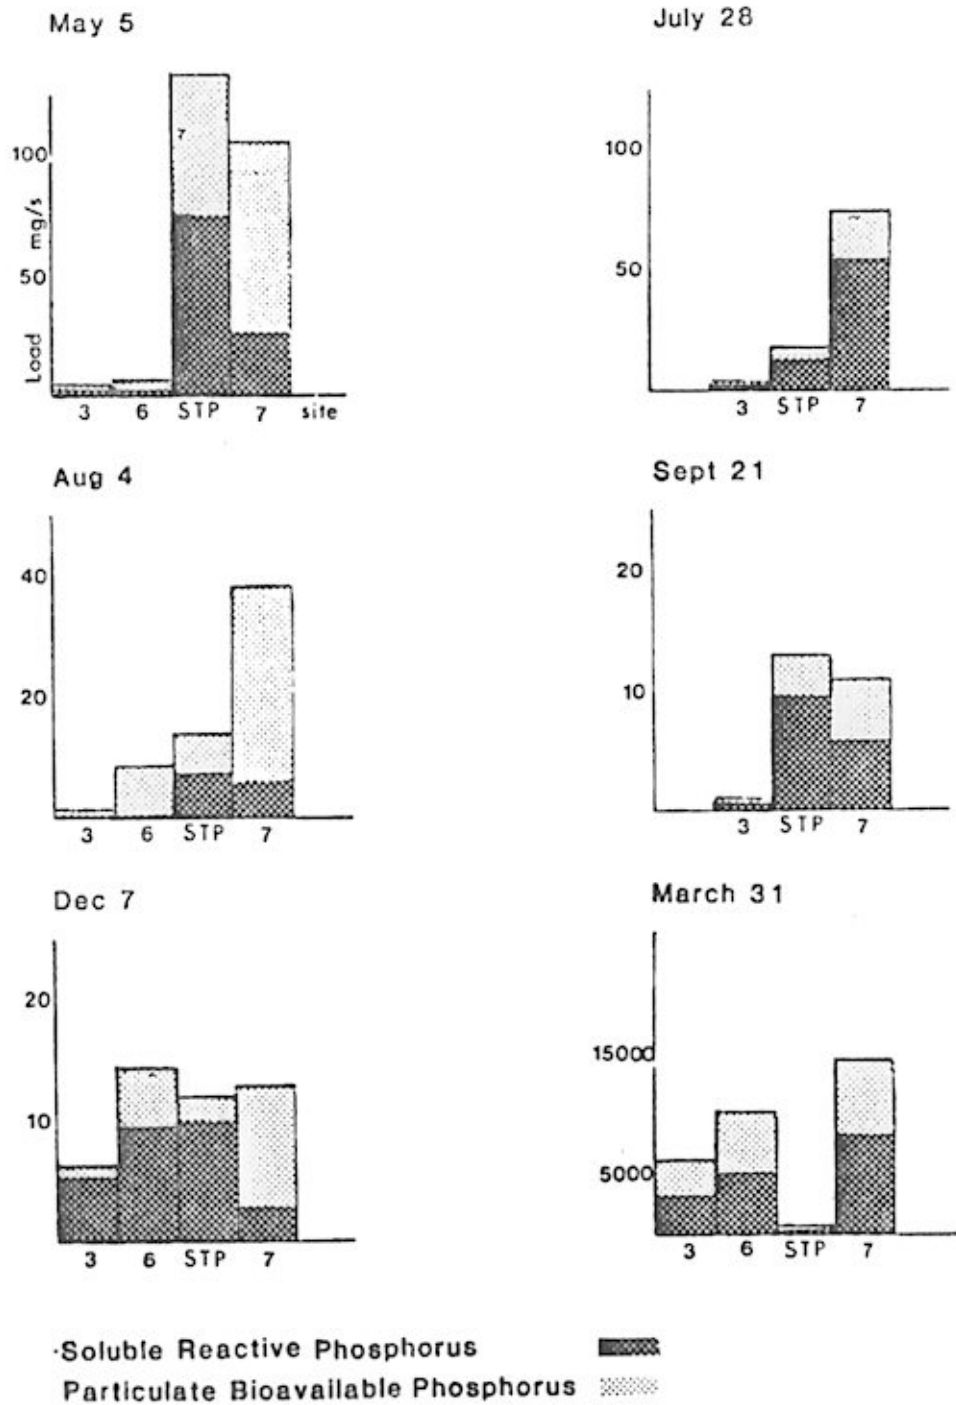 May 5
July 28
100
50
Load mg/s
3 6 STP 7 site
100
50
3 STP 7
Aug 4
Sept 21
40
20
3 6 STP 7
20
10
3 STP 7
Dec 7
March 31
20
10
3 6 STP 7
15000
5000
3 6 STP 7
Soluble Reactive Phosphorus
Particulate Bioavailable Phosphorus